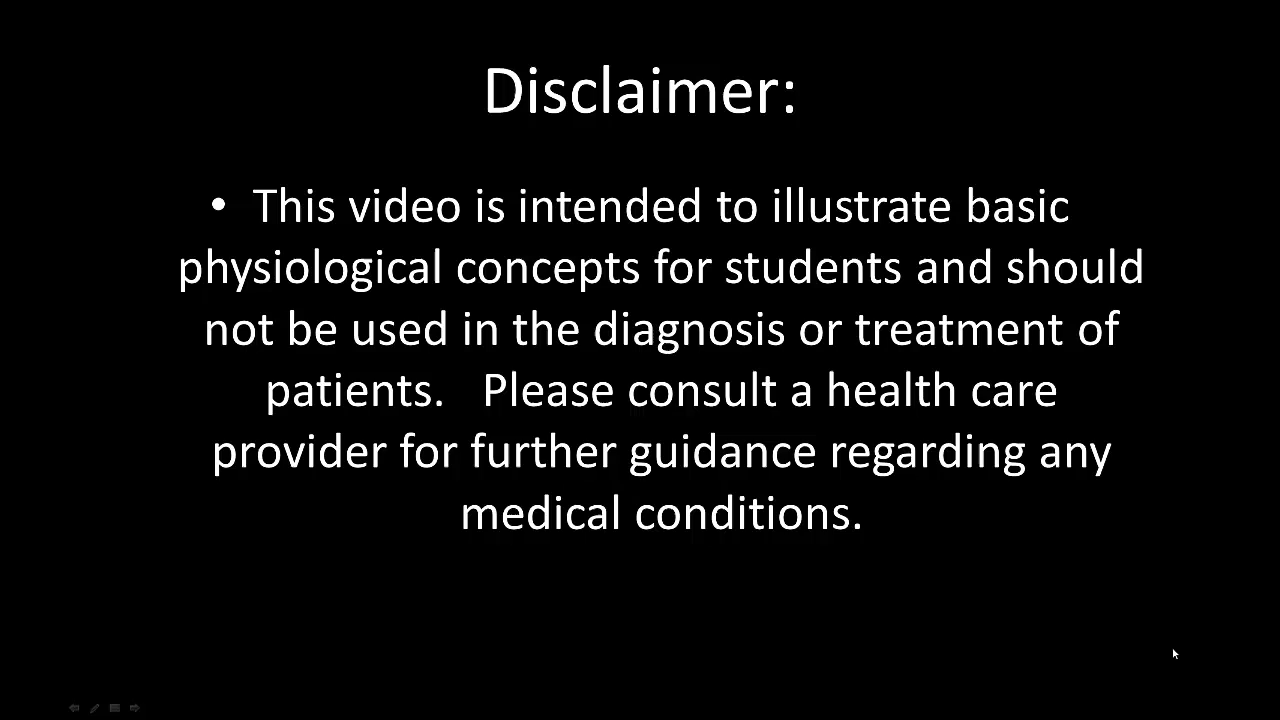 Disclaimer:
• This video is intended to illustrate basic
physiological concepts for students and should
not be used in the diagnosis or treatment of
patients.   Please consult a health care
provider for further guidance regarding any
medical conditions.